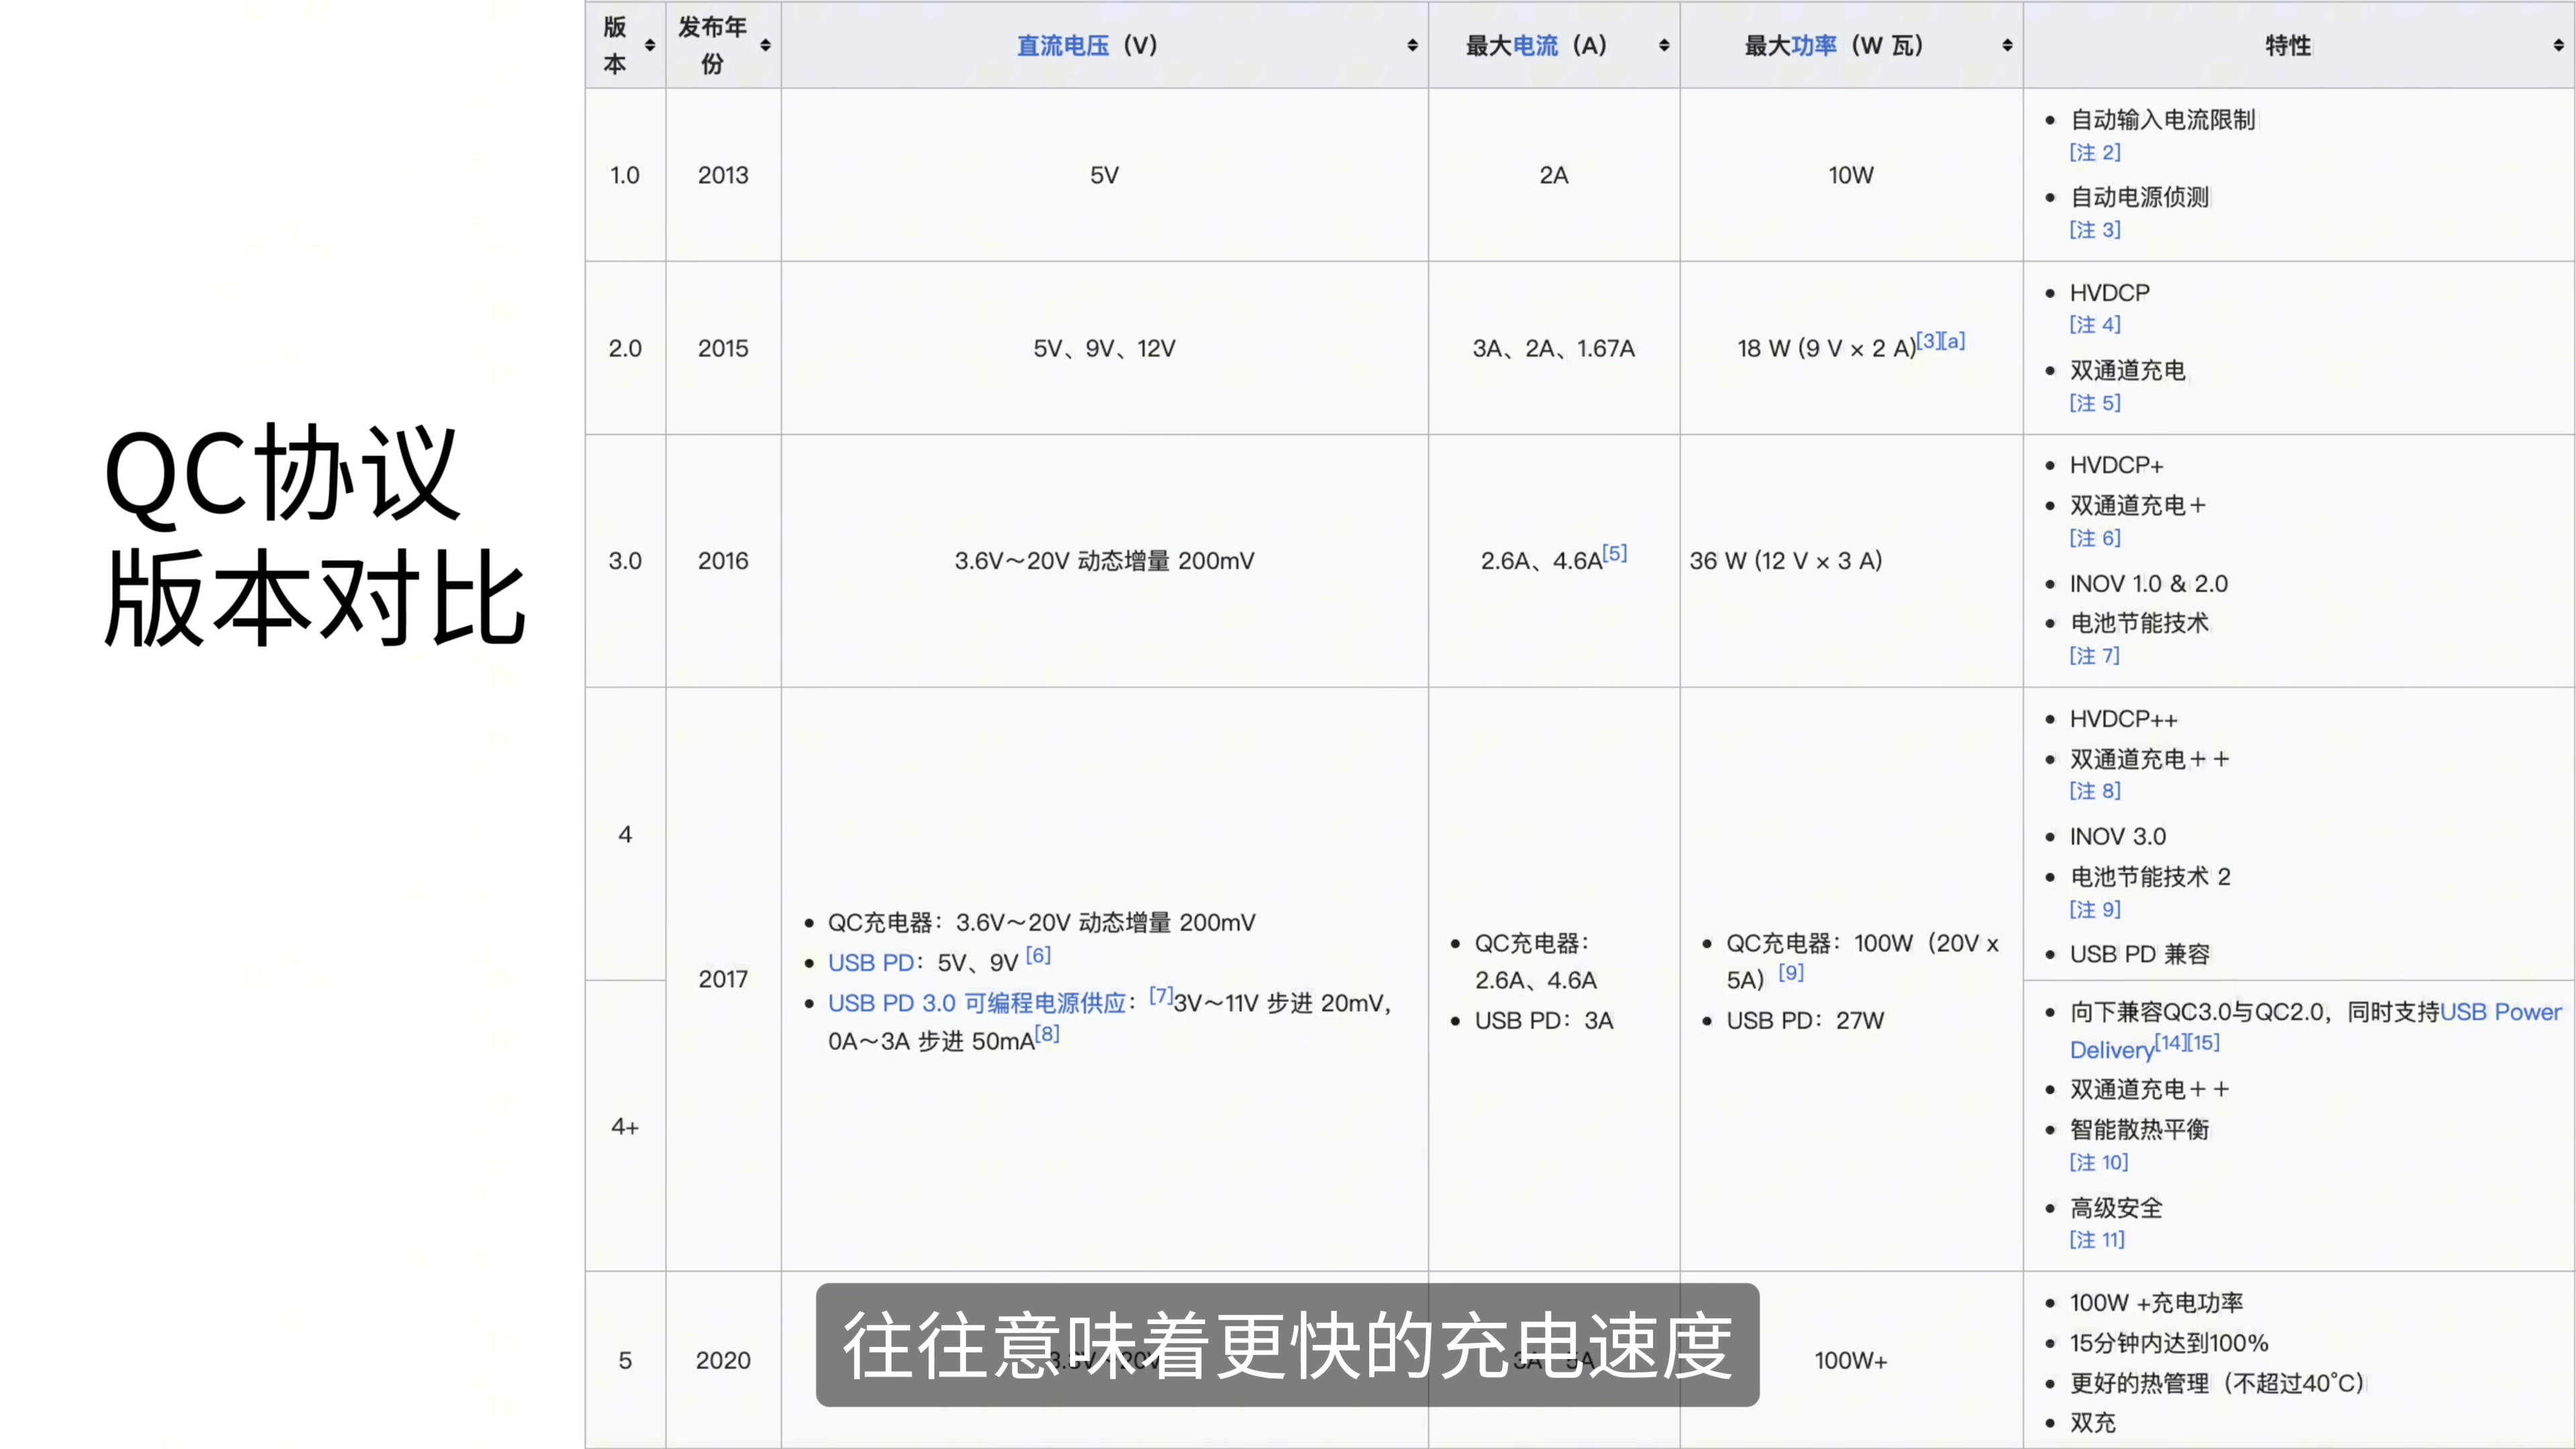 QC协议
版本对比
版本
发布年份
直流电压（V）
最大电流（A）
最大功率（W 瓦）
特性
1.0
2013
5V
2A
10W
自动输入电流限制
[注 2]
自动电源侦测
[注 3]
2.0
2015
5V、9V、12V
3A、2A、1.67A
18 W (9 V × 2 A)[3][a]
HVDCP
[注 4]
双通道充电
[注 5]
3.0
2016
3.6V～20V 动态增量 200mV
2.6A、4.6A[5]
36 W (12 V × 3 A)
HVDCP+
双通道充电＋
[注 6]
INOV 1.0 & 2.0
电池节能技术
[注 7]
4
2017
QC充电器：3.6V～20V 动态增量 200mV
USB PD：5V、9V [6]
USB PD 3.0 可编程电源供应：[7]3V～11V 步进 20mV，
0A～3A 步进 50mA[8]
QC充电器：
2.6A、4.6A
USB PD：3A
QC充电器：100W（20V x
5A）[9]
USB PD：27W
HVDCP++
双通道充电＋＋
[注 8]
INOV 3.0
电池节能技术 2
[注 9]
USB PD 兼容
4+
向下兼容QC3.0与QC2.0，同时支持USB Power
Delivery[14][15]
双通道充电＋＋
智能散热平衡
[注 10]
高级安全
[注 11]
5
2020
100W+
100W +充电功率
15分钟内达到100%
更好的热管理（不超过40°C）
双充
往往意味着更快的充电速度